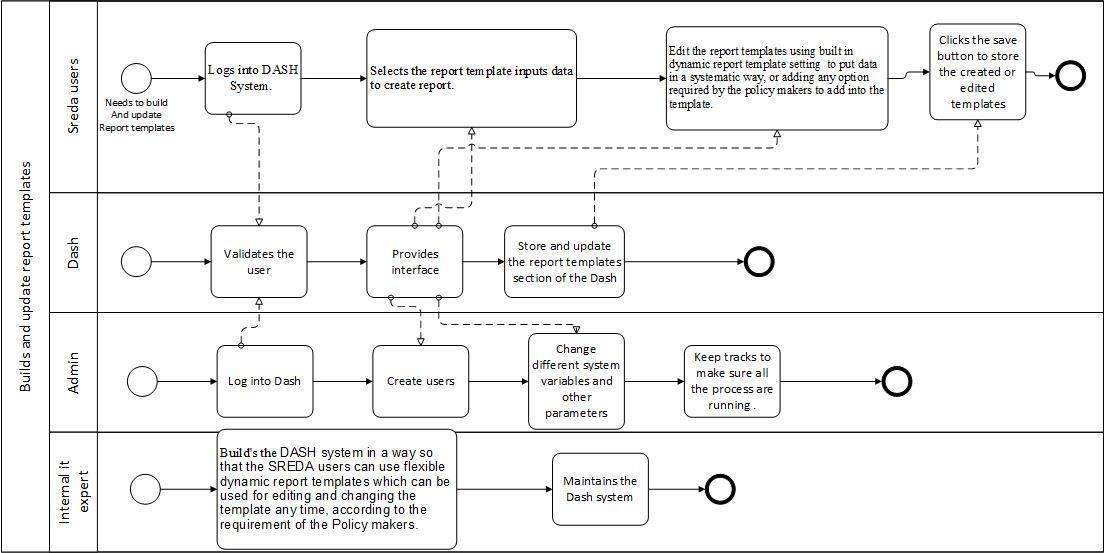 Builds and update report templates
Sreda users
Needs to build
And update
Report templates
Logs into DASH
System.
Selects the report template inputs data
to create report.
Edit the report templates using built in
dynamic report template setting to put data
in a systematic way, or adding any option
required by the policy makers to add into the
template.
Clicks the save
button to store
the created or
edited
templates
Dash
Validates the
user
Provides
interface
Store and update
the report templates
section of the Dash
Admin
Log into Dash
Create users
Change
different system
variables and
other
parameters
Keep tracks to
make sure all
the process are
running .
Internal it
expert
Build's the DASH system in a way so
that the SREDA users can use flexible
dynamic report templates which can be
used for editing and changing the
template any time, according to the
requirement of the Policy makers.
Maintains the
Dash system